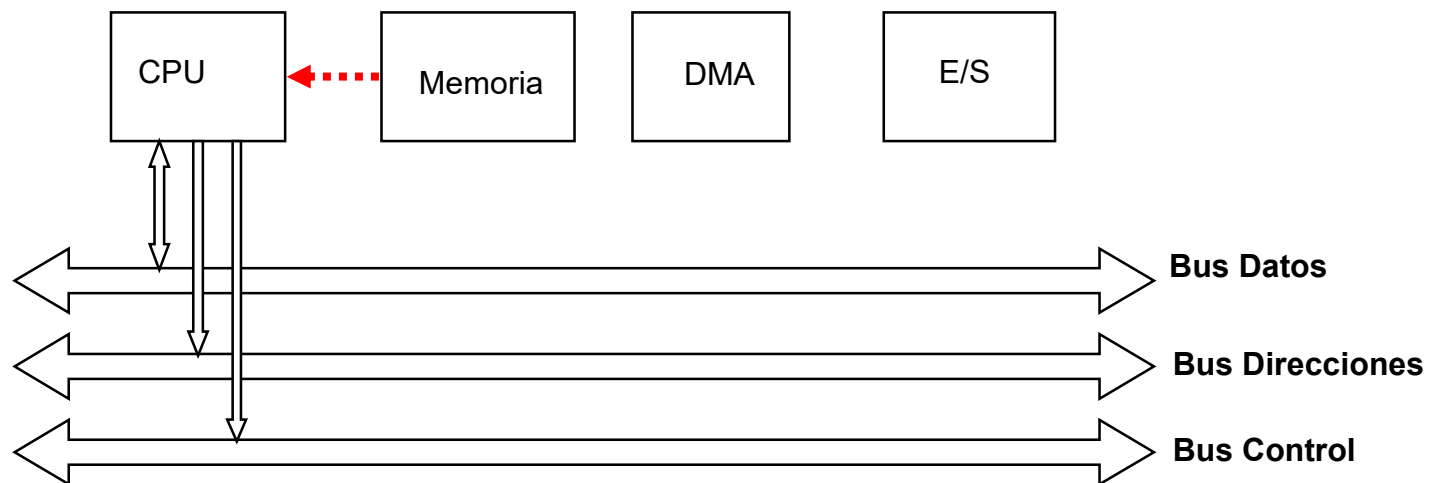 CPU
Memoria
DMA
E/S
Bus Datos
Bus Direcciones
Bus Control